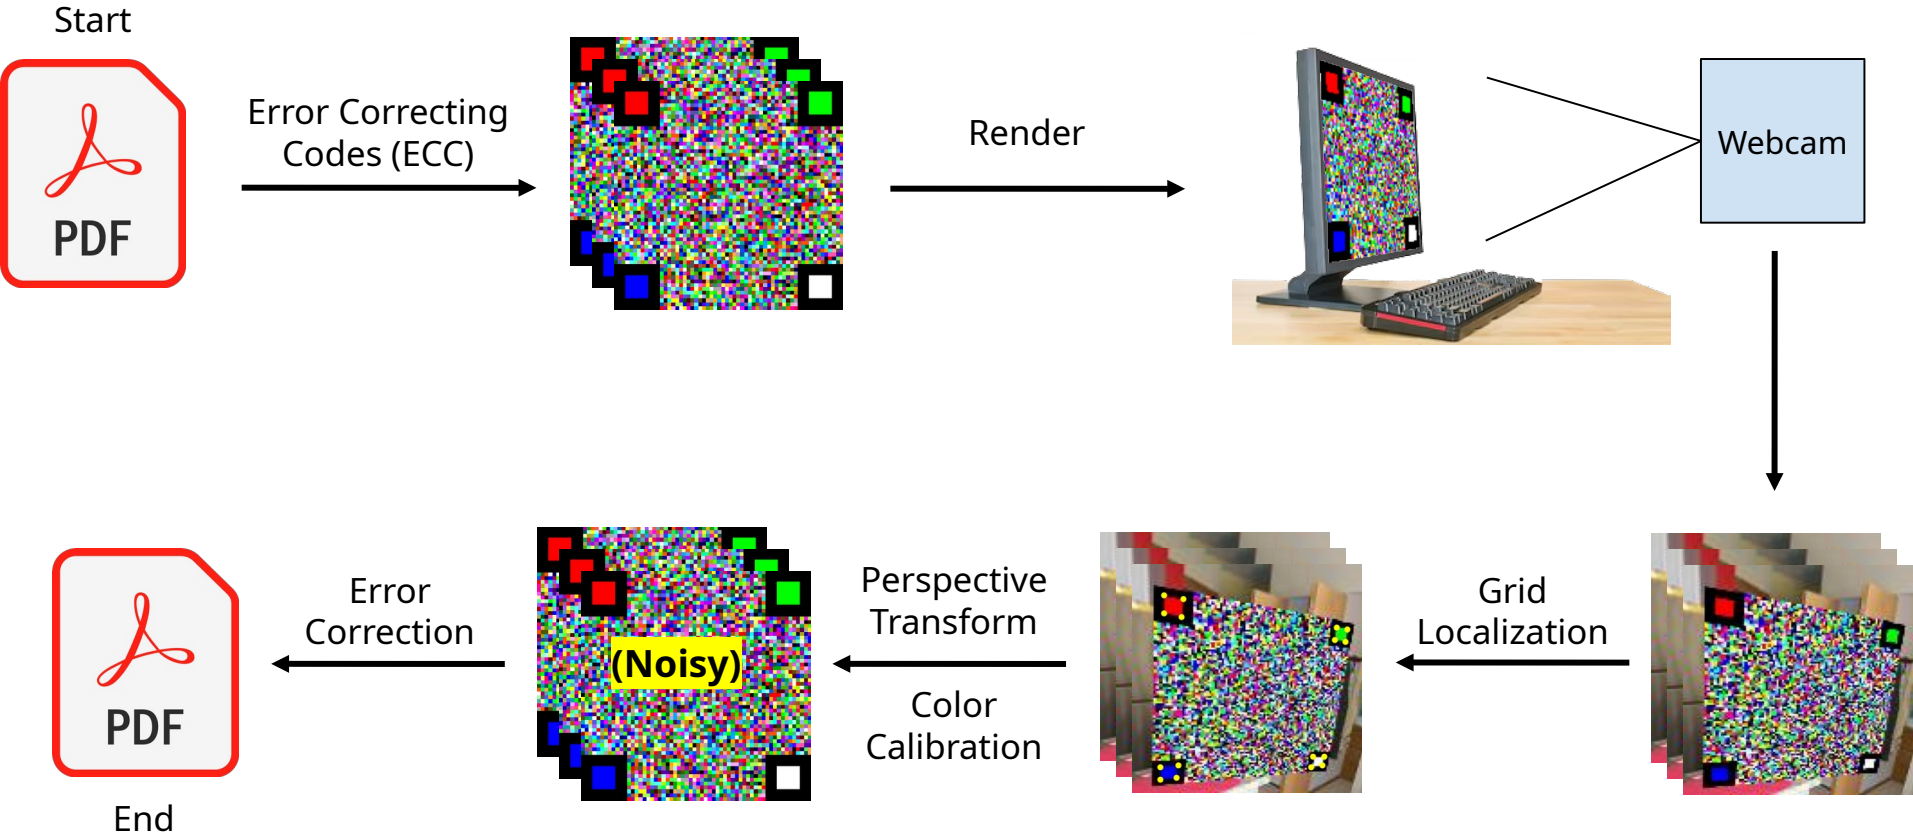 Start
PDF
Error Correcting
Codes (ECC)
Render
Webcam
Grid
Localization
Perspective
Transform
Color
Calibration
(Noisy)
Error
Correction
PDF
End